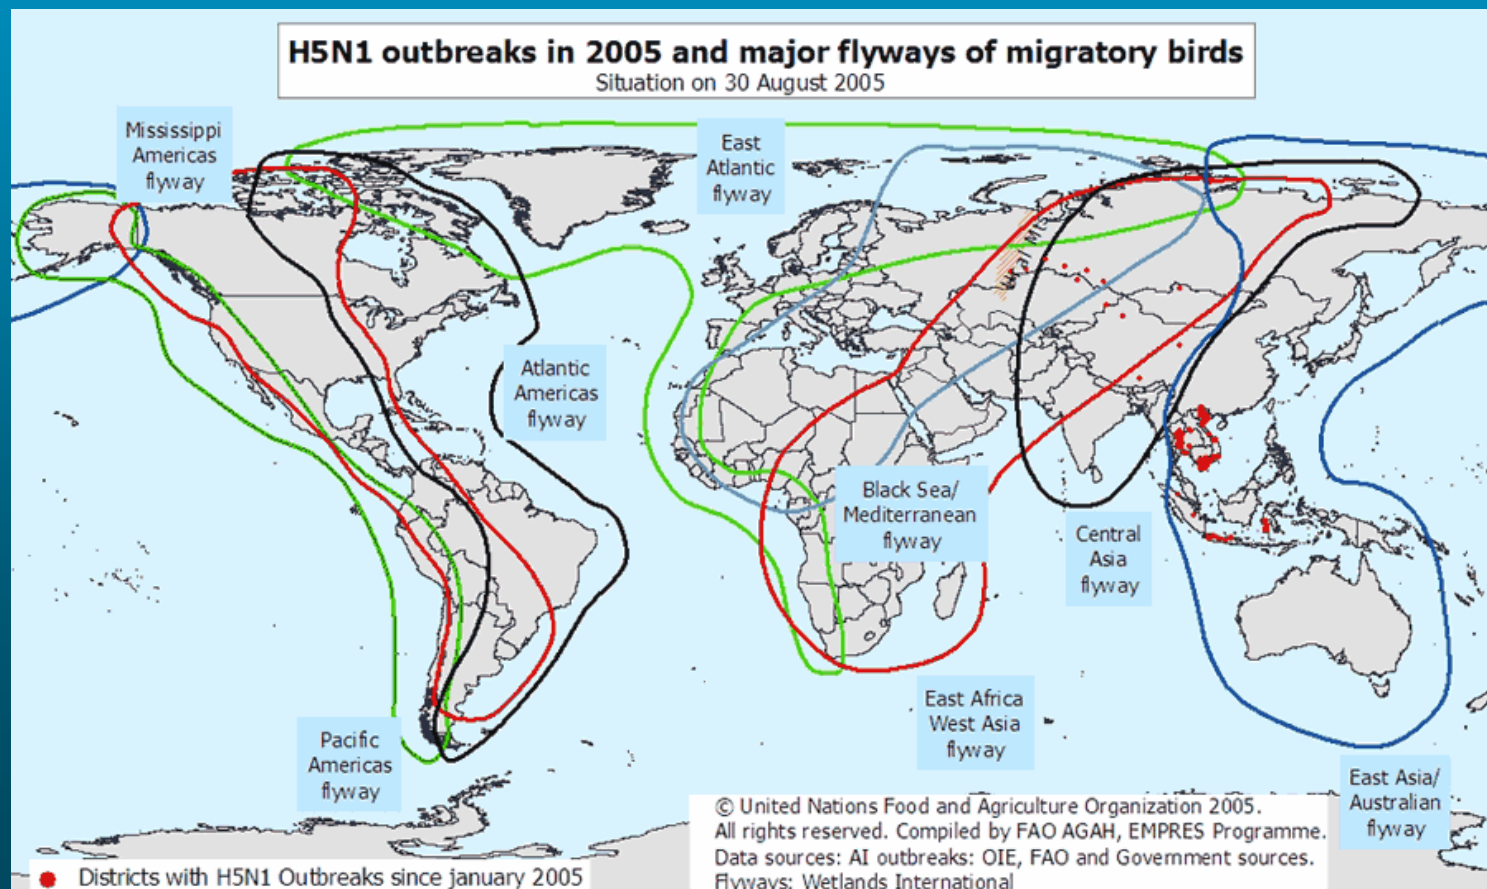 H5N1 outbreaks in 2005 and major flyways of migratory birds
Situation on 30 August 2005
Mississippi
Americas
flyway
East
Atlantic
flyway
Atlantic
Americas
flyway
Black Sea/
Mediterranean
flyway
Central
Asia
flyway
East Africa
West Asia
flyway
Pacific
Americas
flyway
East Asia/
Australian
flyway
© United Nations Food and Agriculture Organization 2005.
All rights reserved. Compiled by FAO AGAH, EMPRES Programme.
Data sources: AI outbreaks: OIE, FAO and Government sources.
Flyways: Wetlands International
Districts with H5N1 Outbreaks since january 2005